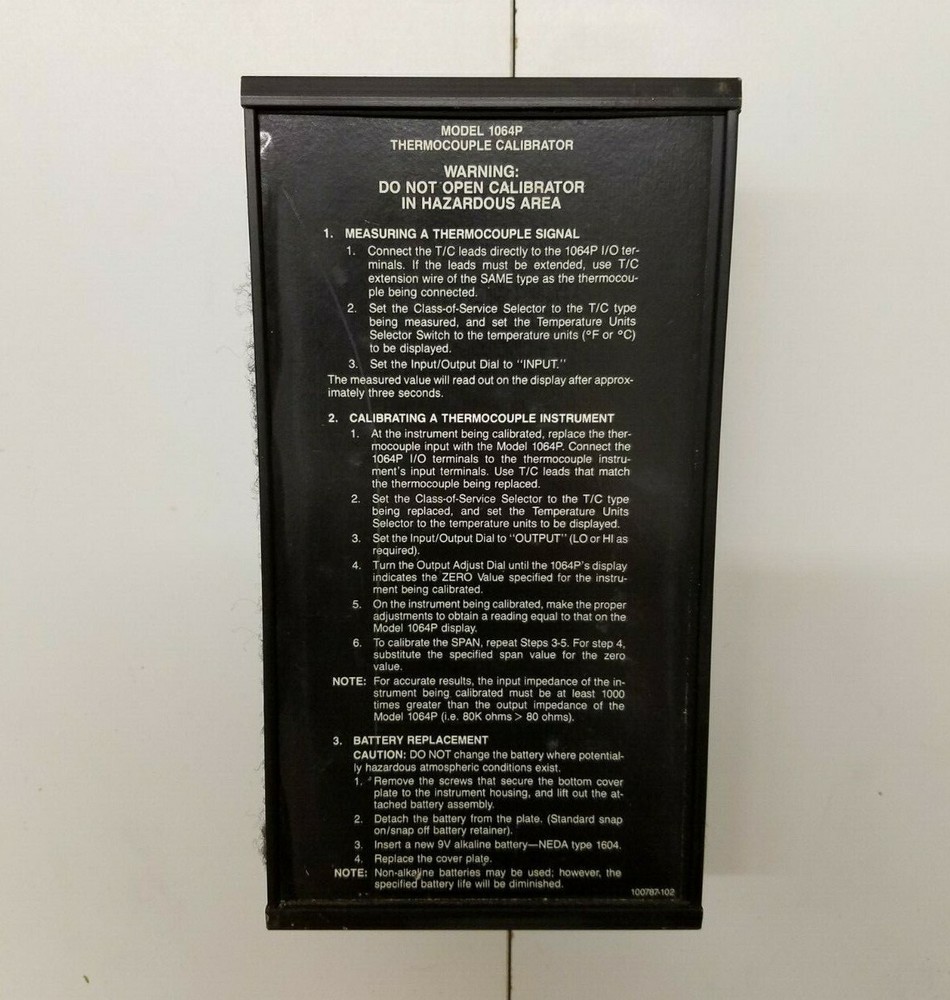 MODEL 1064P
THERMOCOUPLE CALIBRATOR
WARNING:
DO NOT OPEN CALIBRATOR
IN HAZARDOUS AREA
1. MEASURING A THERMOCOUPLE SIGNAL
1. Connect the T/C leads directly to the 1064P I/O ter-
minals. If the leads must be extended, use T/C
extension wire of the SAME type as the thermocou-
ple being connected.
2. Set the Class-of-Service Selector to the T/C type
being measured, and set the Temperature Units
Selector Switch to the temperature units (°F or °C)
to be displayed.
3. Set the Input/Output Dial to "INPUT."
The measured value will read out on the display after approx-
imately three seconds.
2. CALIBRATING A THERMOCOUPLE INSTRUMENT
1. At the instrument being calibrated, replace the ther-
mocouple input with the Model 1064P. Connect the
1064P I/O terminals to the thermocouple instru-
ment's input terminals. Use T/C leads that match
the thermocouple being replaced.
2. Set the Class-of-Service Selector to the T/C type
being replaced, and set the Temperature Units
Selector to the temperature units to be displayed.
3. Set the Input/Output Dial to "OUTPUT" (LO or HI as
required).
4. Turn the Output Adjust Dial until the 1064P's display
indicates the ZERO Value specified for the instru-
ment being calibrated.
5. On the instrument being calibrated, make the proper
adjustments to obtain a reading equal to that on the
Model 1064P display.
6. To calibrate the SPAN, repeat Steps 3-5. For step 4,
substitute the specified span value for the zero
value.
NOTE: For accurate results, the input impedance of the in-
strument being calibrated must be at least 1000
times greater than the output impedance of the
Model 1064P (i.e. 80K ohms > 80 ohms).
3. BATTERY REPLACEMENT
CAUTION: DO NOT change the battery where potential-
ly hazardous atmospheric conditions exist.
1. Remove the screws that secure the bottom cover
plate to the instrument housing, and lift out the at-
tached battery assembly.
2. Detach the battery from the plate. (Standard snap
on/snap off battery retainer).
3. Insert a new 9V alkaline battery—NEDA type 1604.
4. Replace the cover plate.
NOTE: Non-alkaline batteries may be used; however, the
specified battery life will be diminished.
100787-102